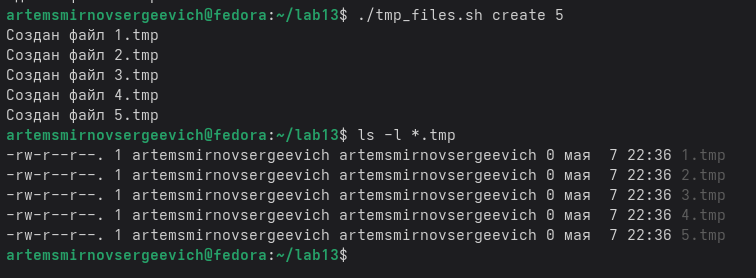 artemsmirnovsergeevich@fedora:~/lab13$ ./tmp_files.sh create 5
Создан файл 1.tmp
Создан файл 2.tmp
Создан файл 3.tmp
Создан файл 4.tmp
Создан файл 5.tmp
artemsmirnovsergeevich@fedora:~/lab13$ ls -l *.tmp
-rw-r--r--. 1 artemsmirnovsergeevich artemsmirnovsergeevich 0 мая  7 22:36 1.tmp
-rw-r--r--. 1 artemsmirnovsergeevich artemsmirnovsergeevich 0 мая  7 22:36 2.tmp
-rw-r--r--. 1 artemsmirnovsergeevich artemsmirnovsergeevich 0 мая  7 22:36 3.tmp
-rw-r--r--. 1 artemsmirnovsergeevich artemsmirnovsergeevich 0 мая  7 22:36 4.tmp
-rw-r--r--. 1 artemsmirnovsergeevich artemsmirnovsergeevich 0 мая  7 22:36 5.tmp
artemsmirnovsergeevich@fedora:~/lab13$